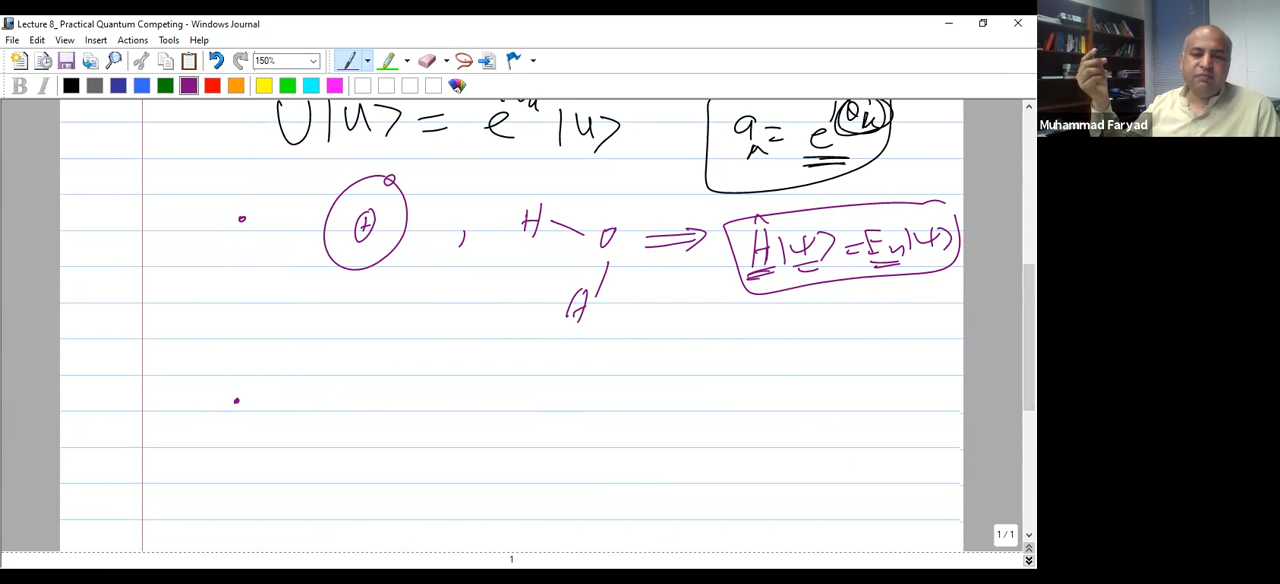 Lecture 8_ Practical Quantum Competing - Windows Journal
File Edit View Insert Actions Tools Help
150%
B I
U|u> = e |u>
a = e
+ , H O ⇒ Ĥ|Ψ> = En|Ψ>
H
1 / 1
1
Muhammad Faryad